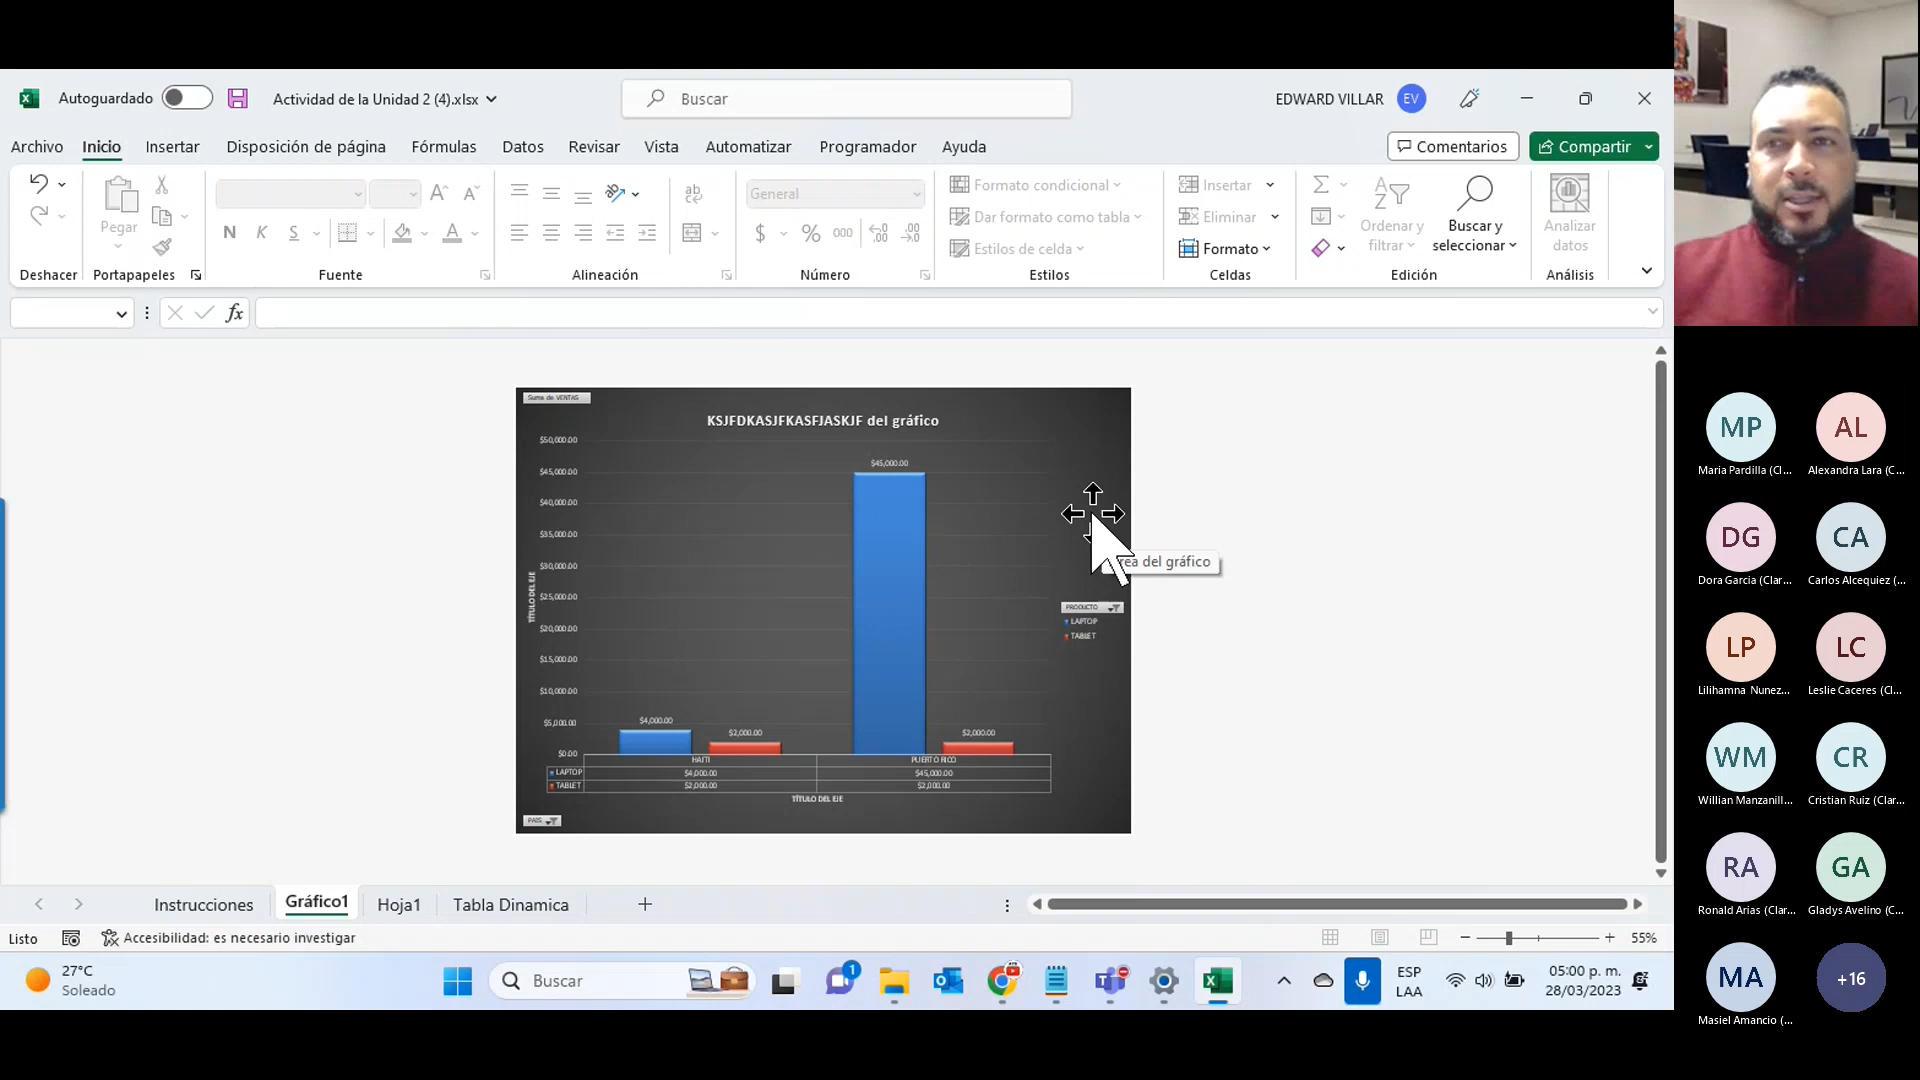 Autoguardado
Actividad de la Unidad 2 (4).xlsx
Buscar
EDWARD VILLAR
EV
Archivo
Inicio
Insertar
Disposición de página
Fórmulas
Datos
Revisar
Vista
Automatizar
Programador
Ayuda
Comentarios
Compartir
Pegar
N
K
S
General
$
%
000
Formato condicional
Dar formato como tabla
Estilos de celda
Insertar
Eliminar
Formato
Ordenar y
filtrar
Buscar y
seleccionar
Analizar
datos
Deshacer
Portapapeles
Fuente
Alineación
Número
Estilos
Celdas
Edición
Análisis
fx
Suma de VENTAS
KSJFDKASJFKASFJASKJF del gráfico
$50,000.00
$45,000.00
$40,000.00
$35,000.00
$30,000.00
$25,000.00
$20,000.00
$15,000.00
$10,000.00
$5,000.00
$0.00
TÍTULO DEL EJE
$4,000.00
$2,000.00
$45,000.00
$2,000.00
HAITI
PUERTO RICO
LAPTOP
$4,000.00
$45,000.00
TABLET
$2,000.00
$2,000.00
TÍTULO DEL EJE
PAIS
PRODUCTO
LAPTOP
TABLET
del gráfico
Instrucciones
Gráfico1
Hoja1
Tabla Dinamica
Listo
Accesibilidad: es necesario investigar
55%
27°C
Soleado
Buscar
1
ESP
LAA
05:00 p. m.
28/03/2023
MP
Maria Pardilla (Cl...
AL
Alexandra Lara (C...
DG
Dora Garcia (Clar...
CA
Carlos Alcequiez (...
LP
Lilihamna Nunez...
LC
Leslie Caceres (Cl...
WM
Willian Manzanill...
CR
Cristian Ruiz (Clar...
RA
Ronald Arias (Clar...
GA
Gladys Avelino (C...
MA
Masiel Amancio (...
+16